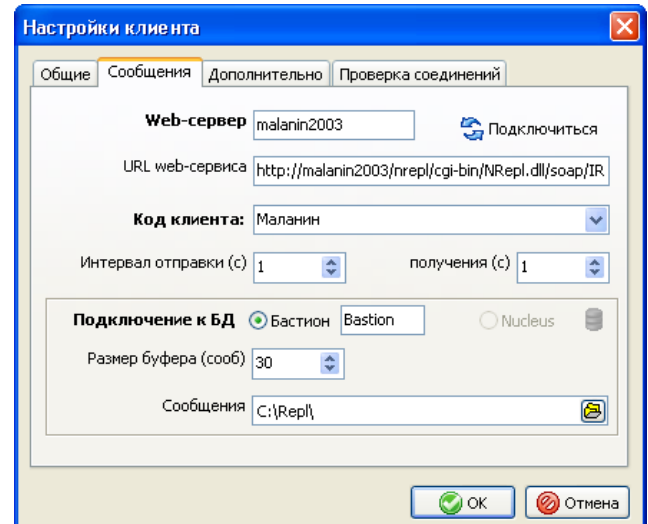 Настройки клиента
Общие Сообщения Дополнительно Проверка соединений
Web-сервер malanin2003 Подключиться
URL web-сервиса http://malanin2003/nrepl/cgi-bin/NRepl.dll/soap/IR
Код клиента: Маланин
Интервал отправки (с) 1 получения (с) 1
Подключение к БД Бастион Bastion Nucleus
Размер буфера (сооб) 30
Сообщения C:\Repl\
OK Отмена